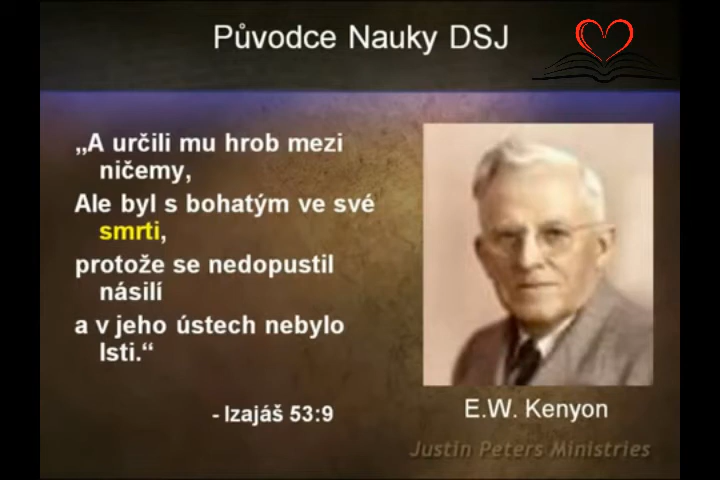 Původce Nauky DSJ
„A určili mu hrob mezi
ničemy,
Ale byl s bohatým ve své
smrti,
protože se nedopustil
násilí
a v jeho ústech nebylo
lsti.“
- Izajáš 53:9
E.W. Kenyon
Justin Peters Ministries